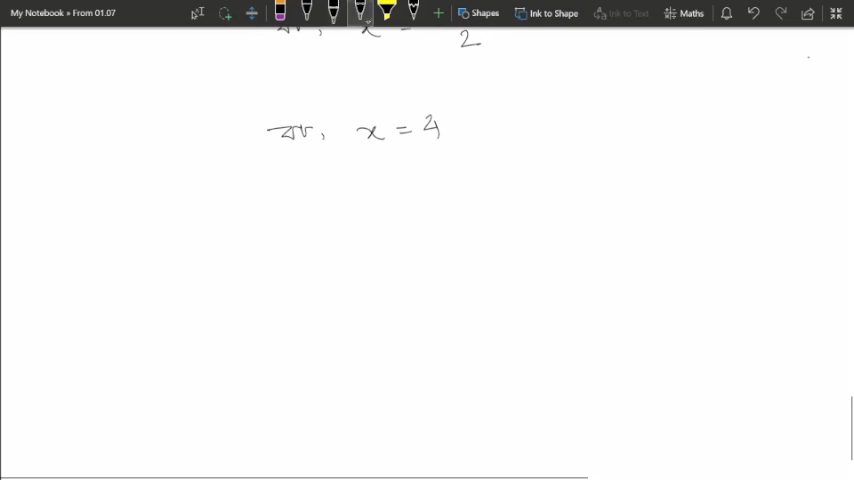 My Notebook » From 01.07
Shapes
Ink to Shape
Ink to Text
Maths
বা, x =
2
বা, x = 4